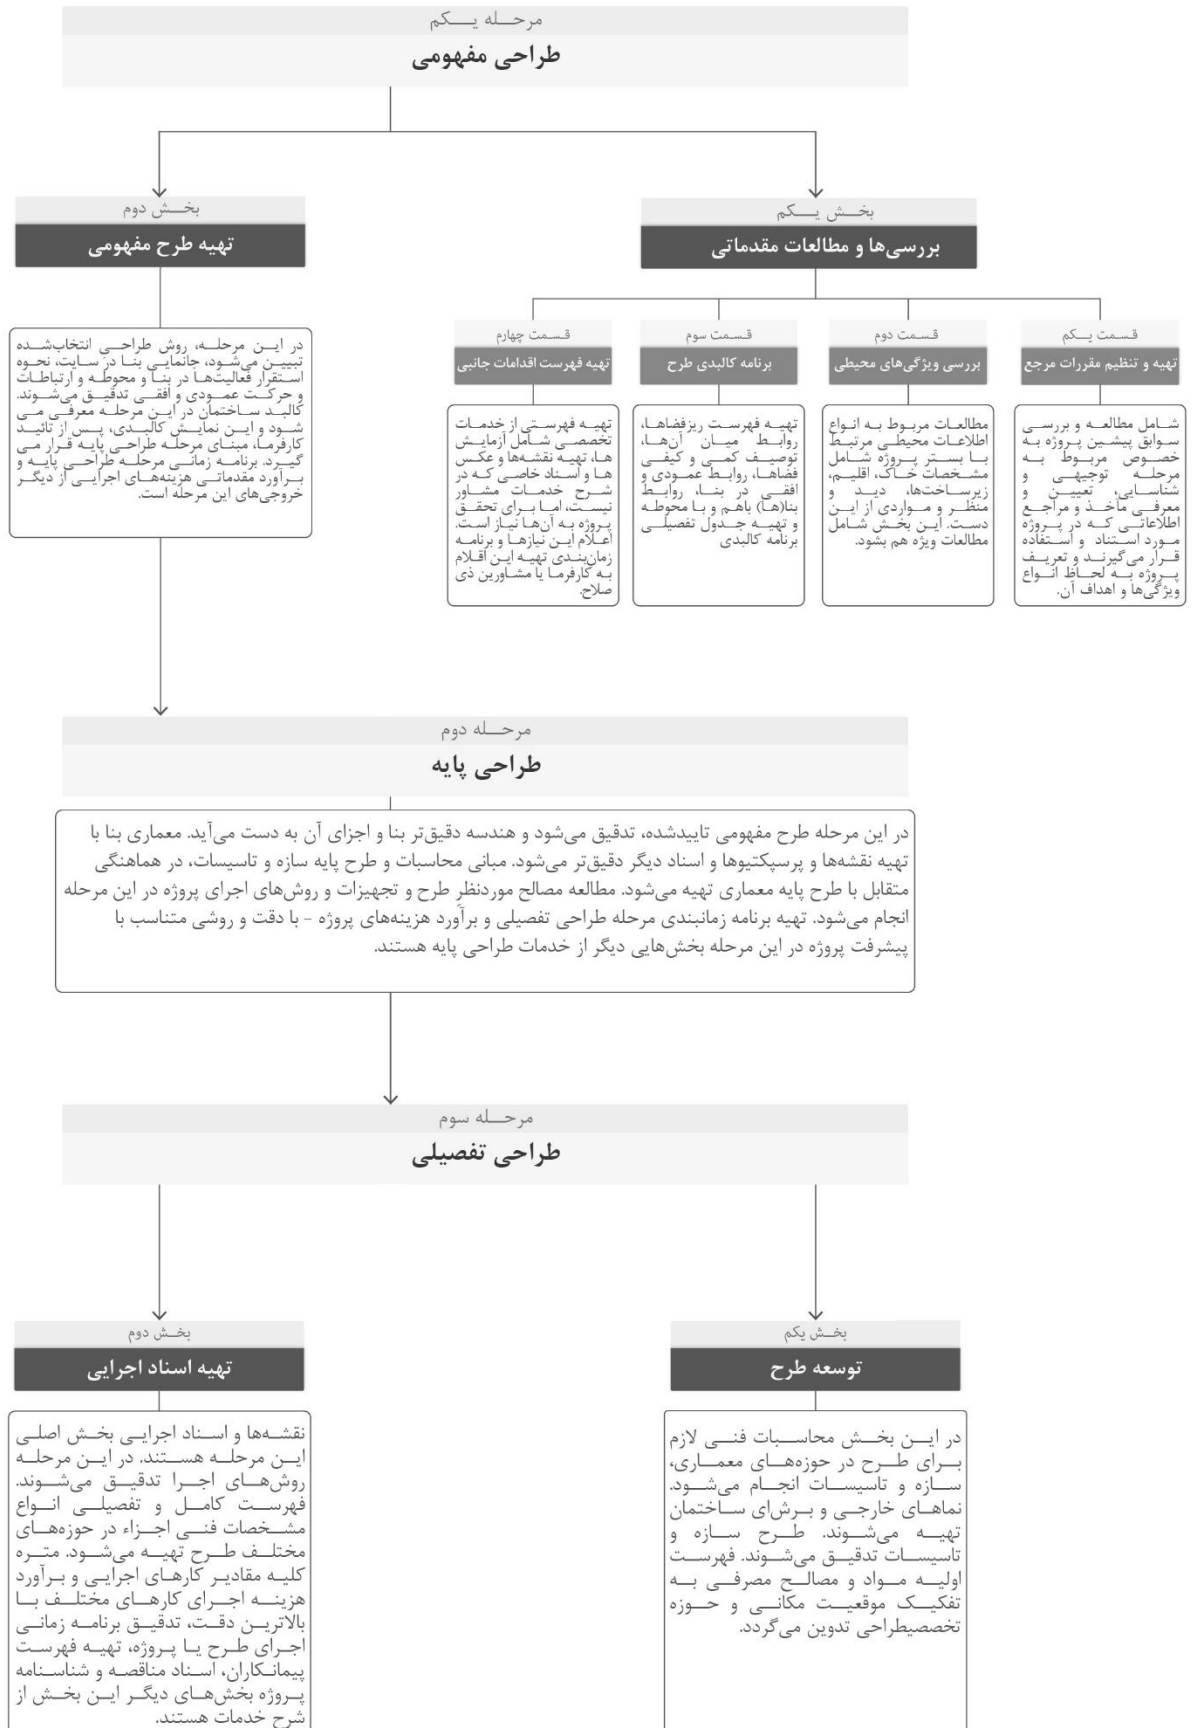 مرحله یکم
طراحی مفهومی
بخش یکم
بررسی‌ها و مطالعات مقدماتی
قسمت یکم
تهیه و تنظیم مقررات مرجع
شامل مطالعه و بررسی
سوابق پیشین پروژه به
خصوص مربوط به
مرحله توجیهی و
شناسایی، تعیین و
معرفی مأخذ و مراجع
اطلاعاتی که در پروژه
مورد استناد و استفاده
قرار می‌گیرند و تعریف
پروژه به لحاظ انواع
ویژگی‌ها و اهداف آن.
قسمت دوم
بررسی ویژگی‌های محیطی
مطالعات مربوط به انواع
اطلاعات محیطی مرتبط
با بستر پروژه شامل
مشخصات خاک، اقلیم،
زیرساخت‌ها، دید و
منظر و مواردی از این
دست. این بخش شامل
مطالعات ویژه هم بشود.
قسمت سوم
برنامه کالبدی طرح
تهیه فهرست ریزفضاها،
روابط میان آن‌ها،
توصیف کمی و کیفی
فضاها، روابط عمودی و
افقی در بنا، روابط
بنا(ها) باهم و با محوطه
و تهیه جدول تفصیلی
برنامه کالبدی
قسمت چهارم
تهیه فهرست اقدامات جانبی
تهیه فهرستی از خدمات
تخصصی شامل آزمایش
ها، تهیه نقشه‌ها و عکس
ها و اسناد خاصی که در
شرح خدمات مشاور
نیست، اما برای تحقق
پروژه به آن‌ها نیاز است.
اعلام این نیازها و برنامه
زمان‌بندی تهیه این اقلام
به کارفرما یا مشاورین ذی
صلاح.
بخش دوم
تهیه طرح مفهومی
در این مرحله، روش طراحیِ انتخاب‌شده
تبیین می‌شود، جانمایی بنا در سایت، نحوه
استقرار فعالیت‌ها در بنا و محوطه و ارتباطات
و حرکت عمودی و افقی تدقیق می‌شوند.
کالبد ساختمان در این مرحله معرفی می
شود و این نمایش کالبدی، پس از تائید
کارفرما، مبنای مرحله طراحی پایه قرار می
گیرد. برنامه زمانی مرحله طراحی پایه و
برآورد مقدماتی هزینه‌های اجرایی از دیگر
خروجی‌های این مرحله است.
مرحله دوم
طراحی پایه
در این مرحله طرح مفهومی تاییدشده، تدقیق می‌شود و هندسه دقیق‌تر بنا و اجزای آن به دست می‌آید. معماری بنا با
تهیه نقشه‌ها و پرسپکتیوها و اسناد دیگر دقیق‌تر می‌شود. مبانی محاسبات و طرح پایه سازه و تاسیسات، در هماهنگی
متقابل با طرح پایه معماری تهیه می‌شود. مطالعه مصالح موردنظرِ طرح و تجهیزات و روش‌های اجرای پروژه در این مرحله
انجام می‌شود. تهیه برنامه زمانبندی مرحله طراحی تفصیلی و برآورد هزینه‌های پروژه - با دقت و روشی متناسب با
پیشرفت پروژه در این مرحله بخش‌هایی دیگر از خدمات طراحی پایه هستند.
مرحله سوم
طراحی تفصیلی
بخش یکم
توسعه طرح
در این بخش محاسبات فنی لازم
برای طرح در حوزه‌های معماری،
سازه و تاسیسات انجام می‌شود.
نماهای خارجی و برش‌ای ساختمان
تهیه می‌شوند. طرح سازه و
تاسیسات تدقیق می‌شوند. فهرست
اولیه مواد و مصالح مصرفی به
تفکیک موقعیت مکانی و حوزه
تخصصیطراحی تدوین می‌گردد.
بخش دوم
تهیه اسناد اجرایی
نقشه‌ها و اسناد اجرایی بخش اصلی
این مرحله هستند. در این مرحله
روش‌های اجرا تدقیق می‌شوند.
فهرست کامل و تفصیلی انواع
مشخصات فنی اجزاء در حوزه‌های
مختلف طرح تهیه می‌شود. متره
کلیه مقادیر کارهای اجرایی و برآورد
هزینه اجرای کارهای مختلف با
بالاترین دقت، تدقیق برنامه زمانی
اجرای طرح یا پروژه، تهیه فهرست
پیمانکاران، اسناد مناقصه و شناسنامه
پروژه بخش‌های دیگر این بخش از
شرح خدمات هستند.